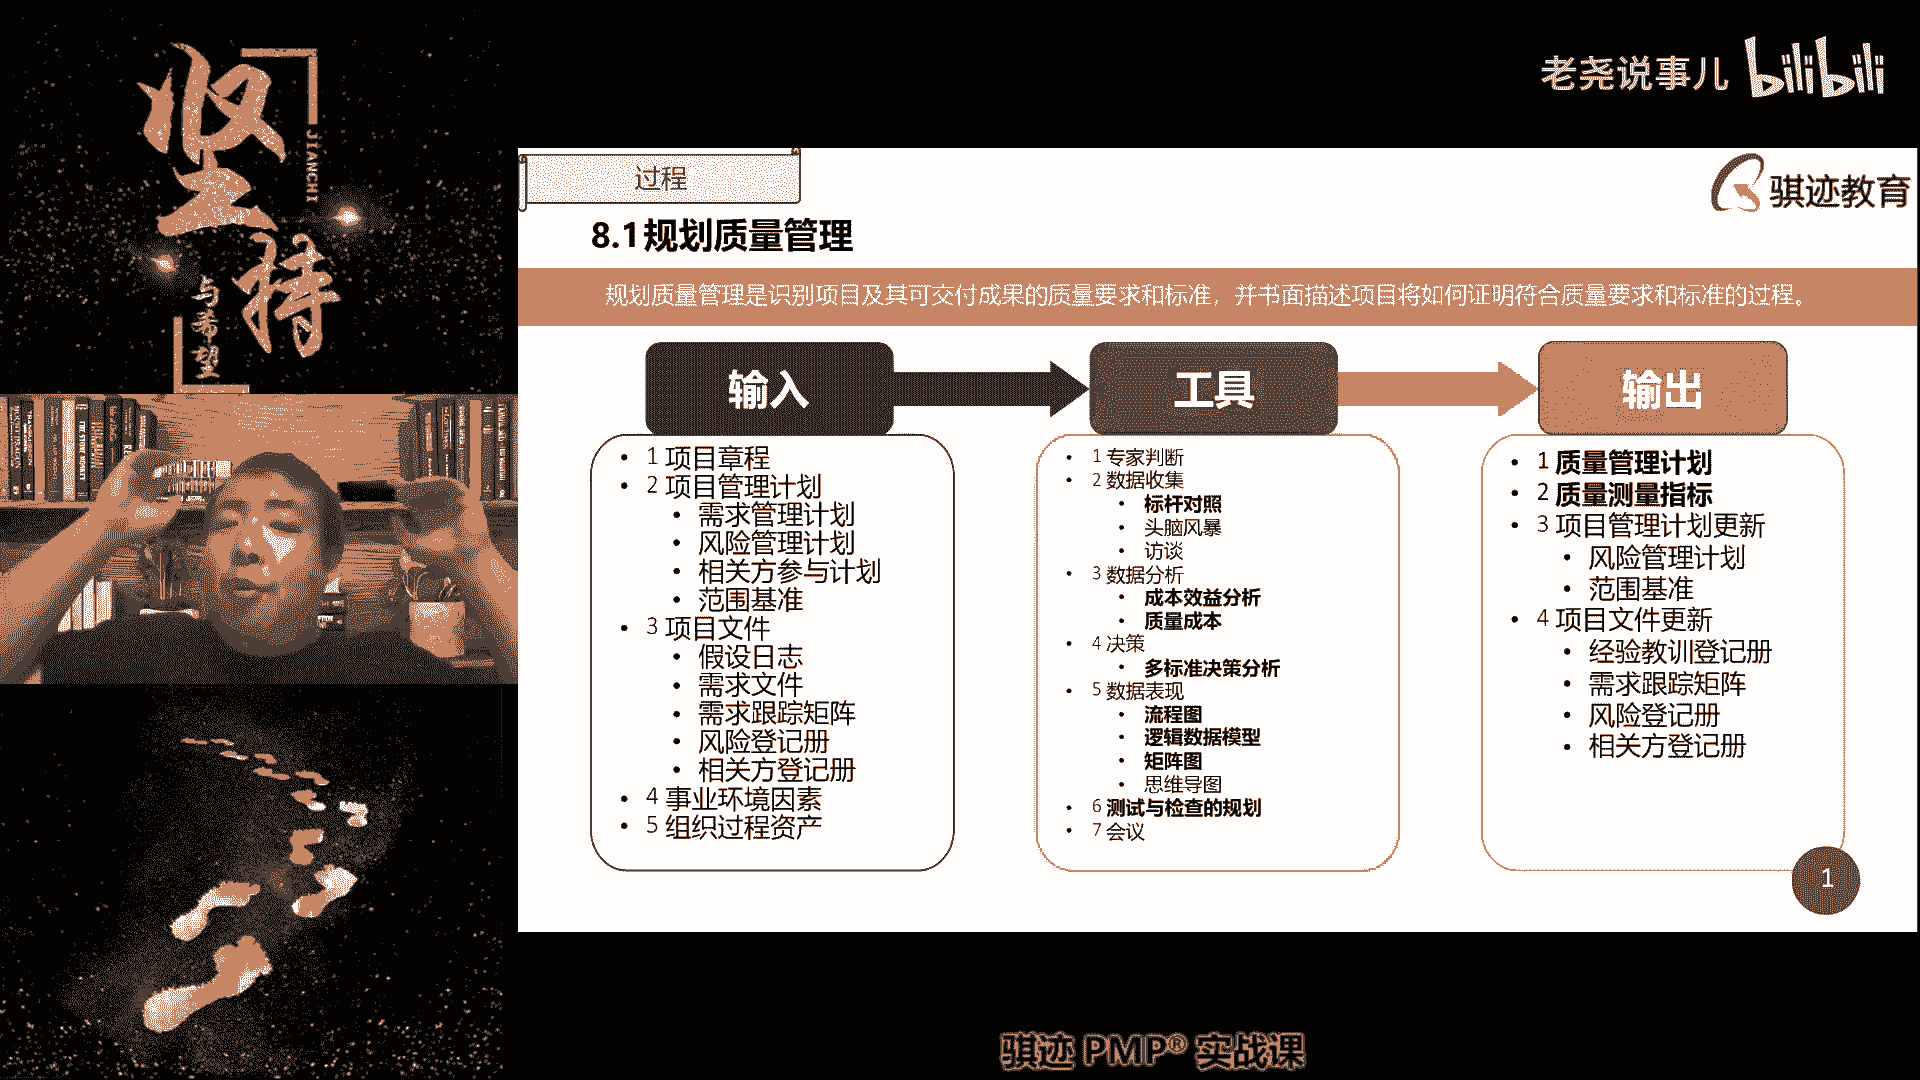 坚持
JIANCHI
与希望
老尧说事儿 bilibili
过程
骐迹教育
8.1规划质量管理
规划质量管理是识别项目及其可交付成果的质量要求和标准，并书面描述项目将如何证明符合质量要求和标准的过程。
输入
• 1 项目章程
• 2 项目管理计划
• 需求管理计划
• 风险管理计划
• 相关方参与计划
• 范围基准
• 3 项目文件
• 假设日志
• 需求文件
• 需求跟踪矩阵
• 风险登记册
• 相关方登记册
• 4 事业环境因素
• 5 组织过程资产
工具
• 1 专家判断
• 2 数据收集
• 标杆对照
• 头脑风暴
• 访谈
• 3 数据分析
• 成本效益分析
• 质量成本
• 4 决策
• 多标准决策分析
• 5 数据表现
• 流程图
• 逻辑数据模型
• 矩阵图
• 思维导图
• 6 测试与检查的规划
• 7 会议
输出
• 1 质量管理计划
• 2 质量测量指标
• 3 项目管理计划更新
• 风险管理计划
• 范围基准
• 4 项目文件更新
• 经验教训登记册
• 需求跟踪矩阵
• 风险登记册
• 相关方登记册
1
骐迹 PMP® 实战课